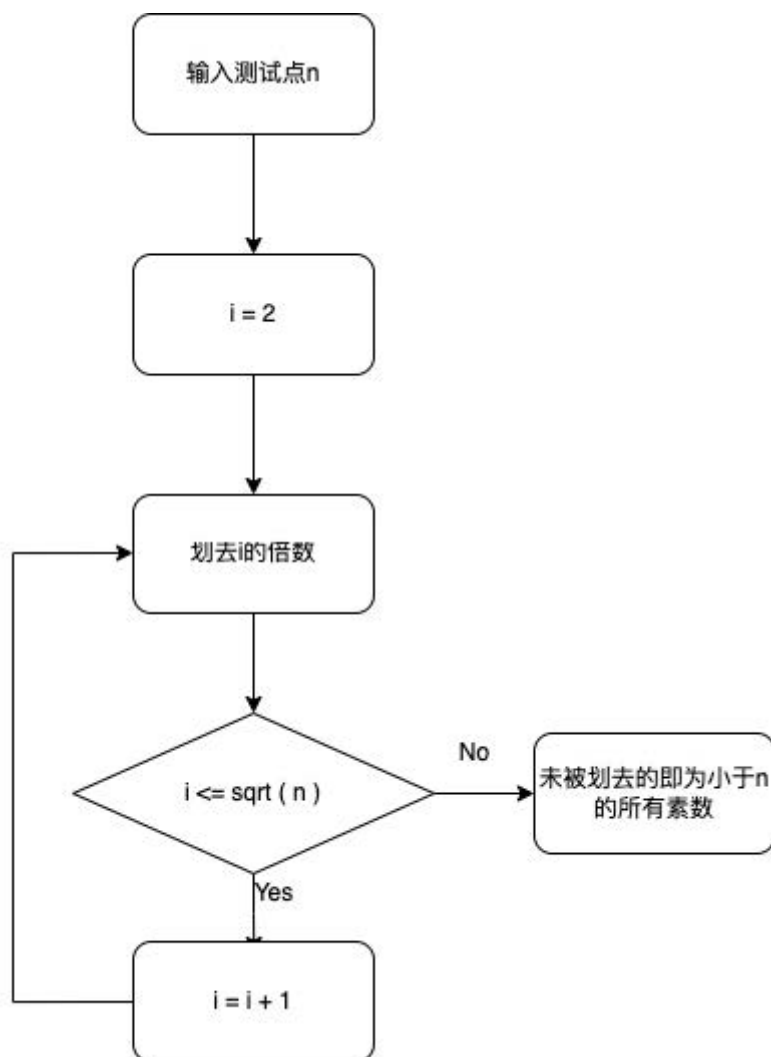 输入测试点n
i = 2
划去i的倍数
i <= sqrt ( n )
No
未被划去的即为小于n
的所有素数
Yes
i = i + 1